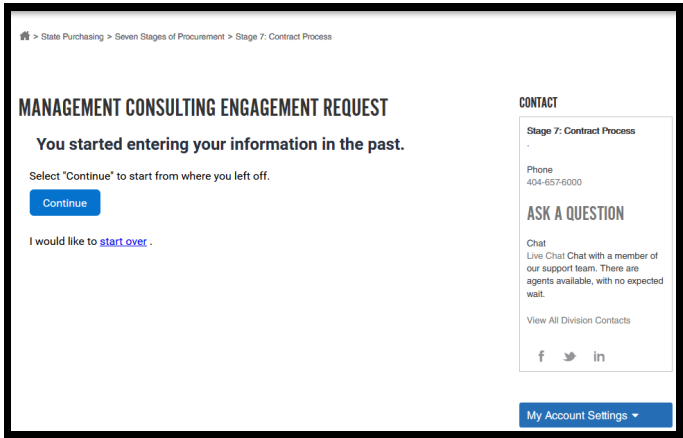 > State Purchasing > Seven Stages of Procurement > Stage 7: Contract Process
MANAGEMENT CONSULTING ENGAGEMENT REQUEST
You started entering your information in the past.
Select "Continue" to start from where you left off.
Continue
I would like to start over .
CONTACT
Stage 7: Contract Process
.
Phone
404-657-6000
ASK A QUESTION
Chat
Live Chat Chat with a member of
our support team. There are
agents available, with no expected
wait.
View All Division Contacts
f in
My Account Settings